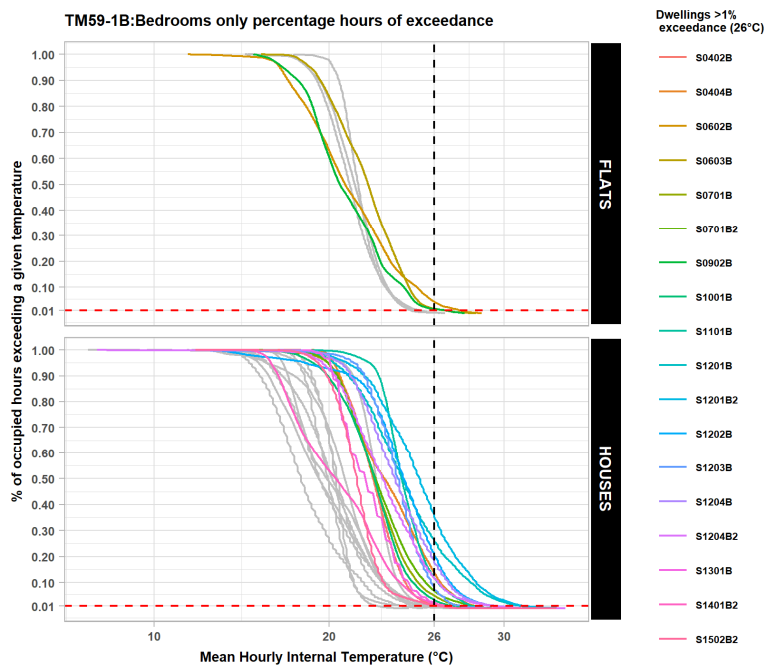 TM59-1B:Bedrooms only percentage hours of exceedance
Dwellings >1%
exceedance (26°C)
% of occupied hours exceeding a given temperature
1.00
0.90
0.80
0.70
0.60
0.50
0.40
0.30
0.20
0.10
0.01
FLATS
1.00
0.90
0.80
0.70
0.60
0.50
0.40
0.30
0.20
0.10
0.01
HOUSES
10
20
26
30
Mean Hourly Internal Temperature (°C)
S0402B
S0404B
S0602B
S0603B
S0701B
S0701B2
S0902B
S1001B
S1101B
S1201B
S1201B2
S1202B
S1203B
S1204B
S1204B2
S1301B
S1401B2
S1502B2